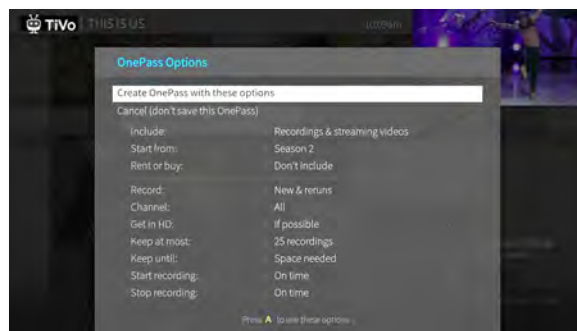 TiVo THIS IS US
OnePass Options
Create OnePass with these options
Cancel (don't save this OnePass)
Include: Recordings & streaming videos
Start from: Season 2
Rent or buy: Don't include
Record: New & reruns
Channel: All
Get in HD: If possible
Keep at most: 25 recordings
Keep until: Space needed
Start recording: On time
Stop recording: On time
Press A to use these options